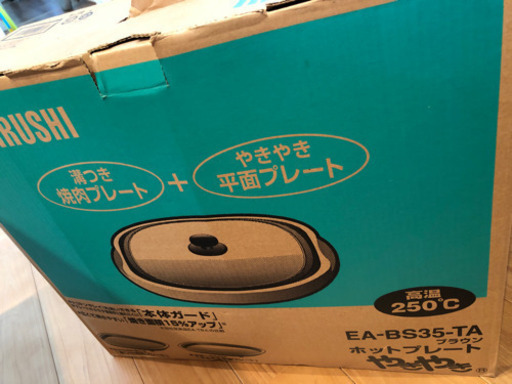 RUSHI
溝つき
焼肉プレート
+
やきやき
平面プレート
高温
250℃
「本体ガード」
EA-BS35-TA
ブラウン
ホットプレート
やきやき